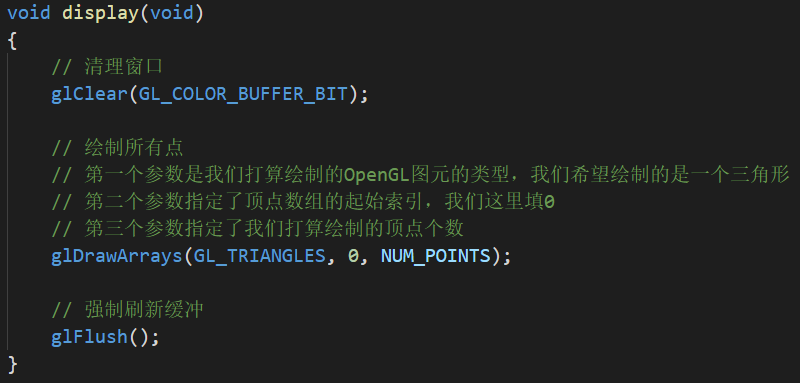 void display(void)
{
// 清理窗口
glClear(GL_COLOR_BUFFER_BIT);
// 绘制所有点
// 第一个参数是我们打算绘制的OpenGL图元的类型，我们希望绘制的是一个三角形
// 第二个参数指定了顶点数组的起始索引，我们这里填0
// 第三个参数指定了我们打算绘制的顶点个数
glDrawArrays(GL_TRIANGLES, 0, NUM_POINTS);
// 强制刷新缓冲
glFlush();
}